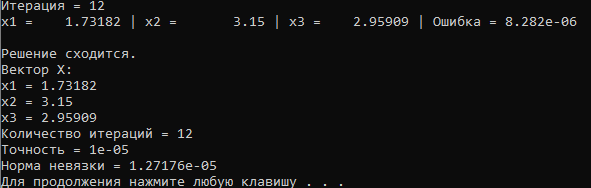 Итерация = 12
x1 =    1.73182 | x2 =       3.15 | x3 =    2.95909 | Ошибка = 8.282e-06
Решение сходится.
Вектор X:
x1 = 1.73182
x2 = 3.15
x3 = 2.95909
Количество итераций = 12
Точность = 1e-05
Норма невязки = 1.27176e-05
Для продолжения нажмите любую клавишу . . .